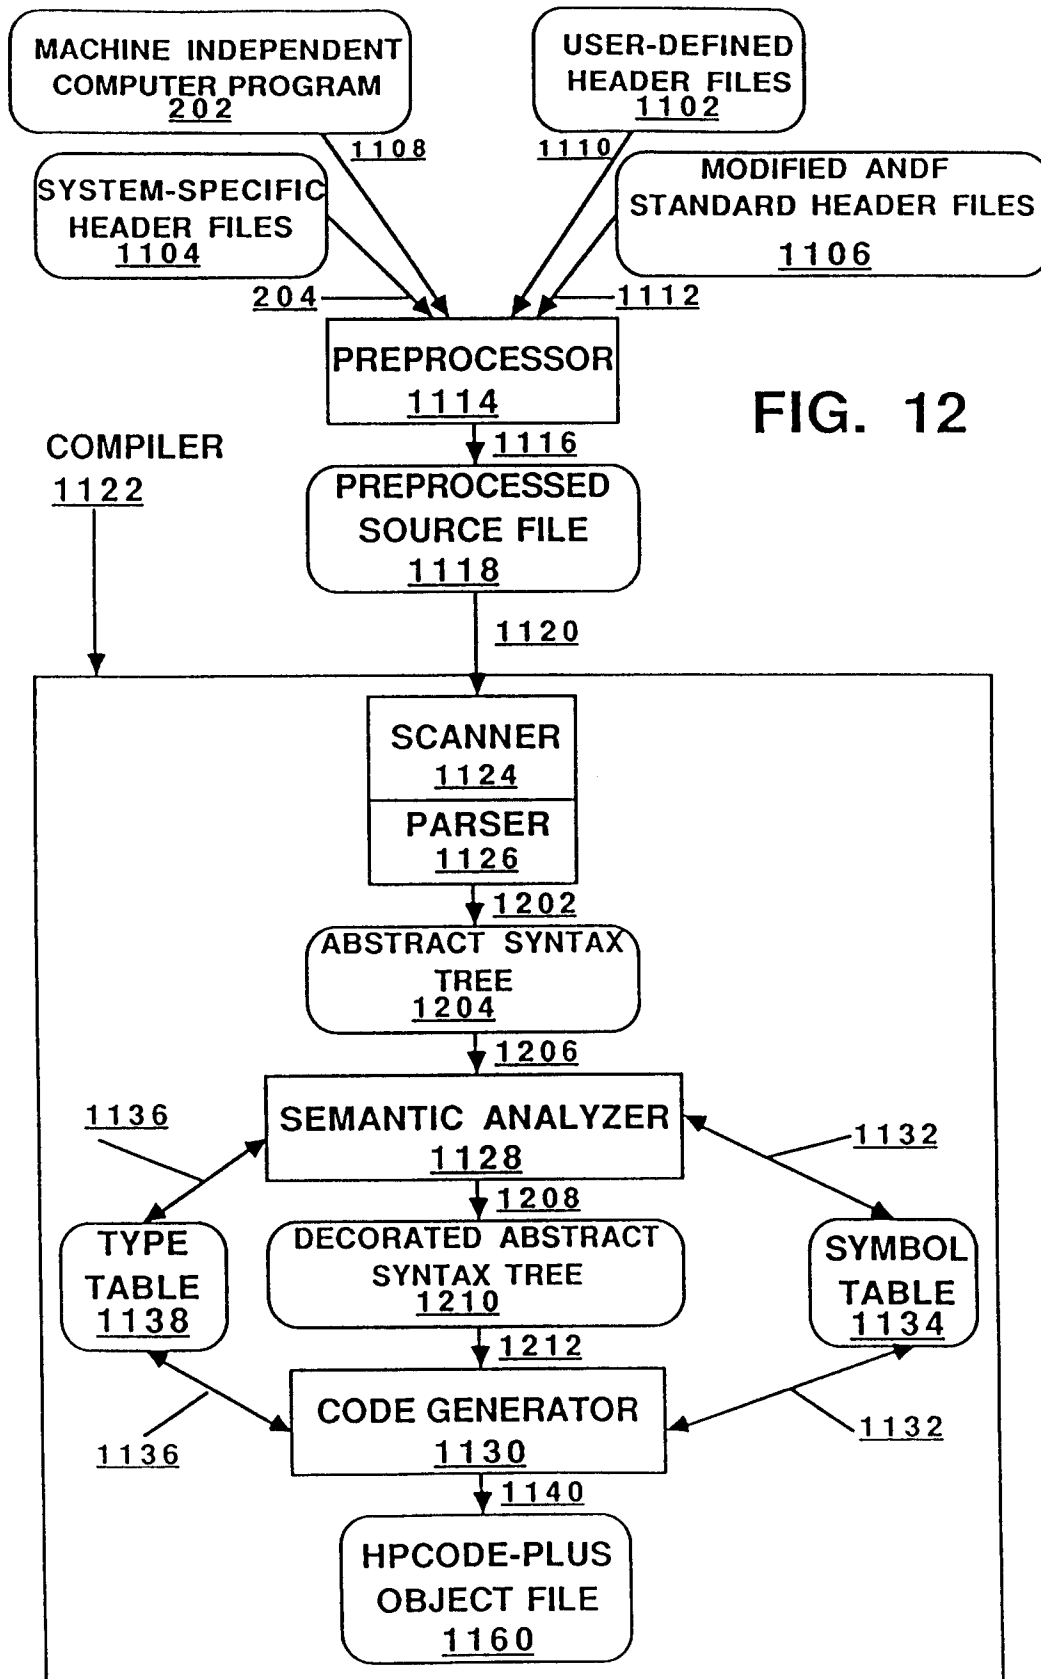 MACHINE INDEPENDENT
COMPUTER PROGRAM
202
USER-DEFINED
HEADER FILES
1102
1108
1110
SYSTEM-SPECIFIC
HEADER FILES
1104
MODIFIED ANDF
STANDARD HEADER FILES
1106
204
1112
PREPROCESSOR
1114
FIG. 12
1116
COMPILER
1122
PREPROCESSED
SOURCE FILE
1118
1120
SCANNER
1124
PARSER
1126
1202
ABSTRACT SYNTAX
TREE
1204
1206
1136
SEMANTIC ANALYZER
1128
1132
1208
TYPE
TABLE
1138
DECORATED ABSTRACT
SYNTAX TREE
1210
SYMBOL
TABLE
1134
1212
CODE GENERATOR
1130
1136
1132
1140
HPCODE-PLUS
OBJECT FILE
1160